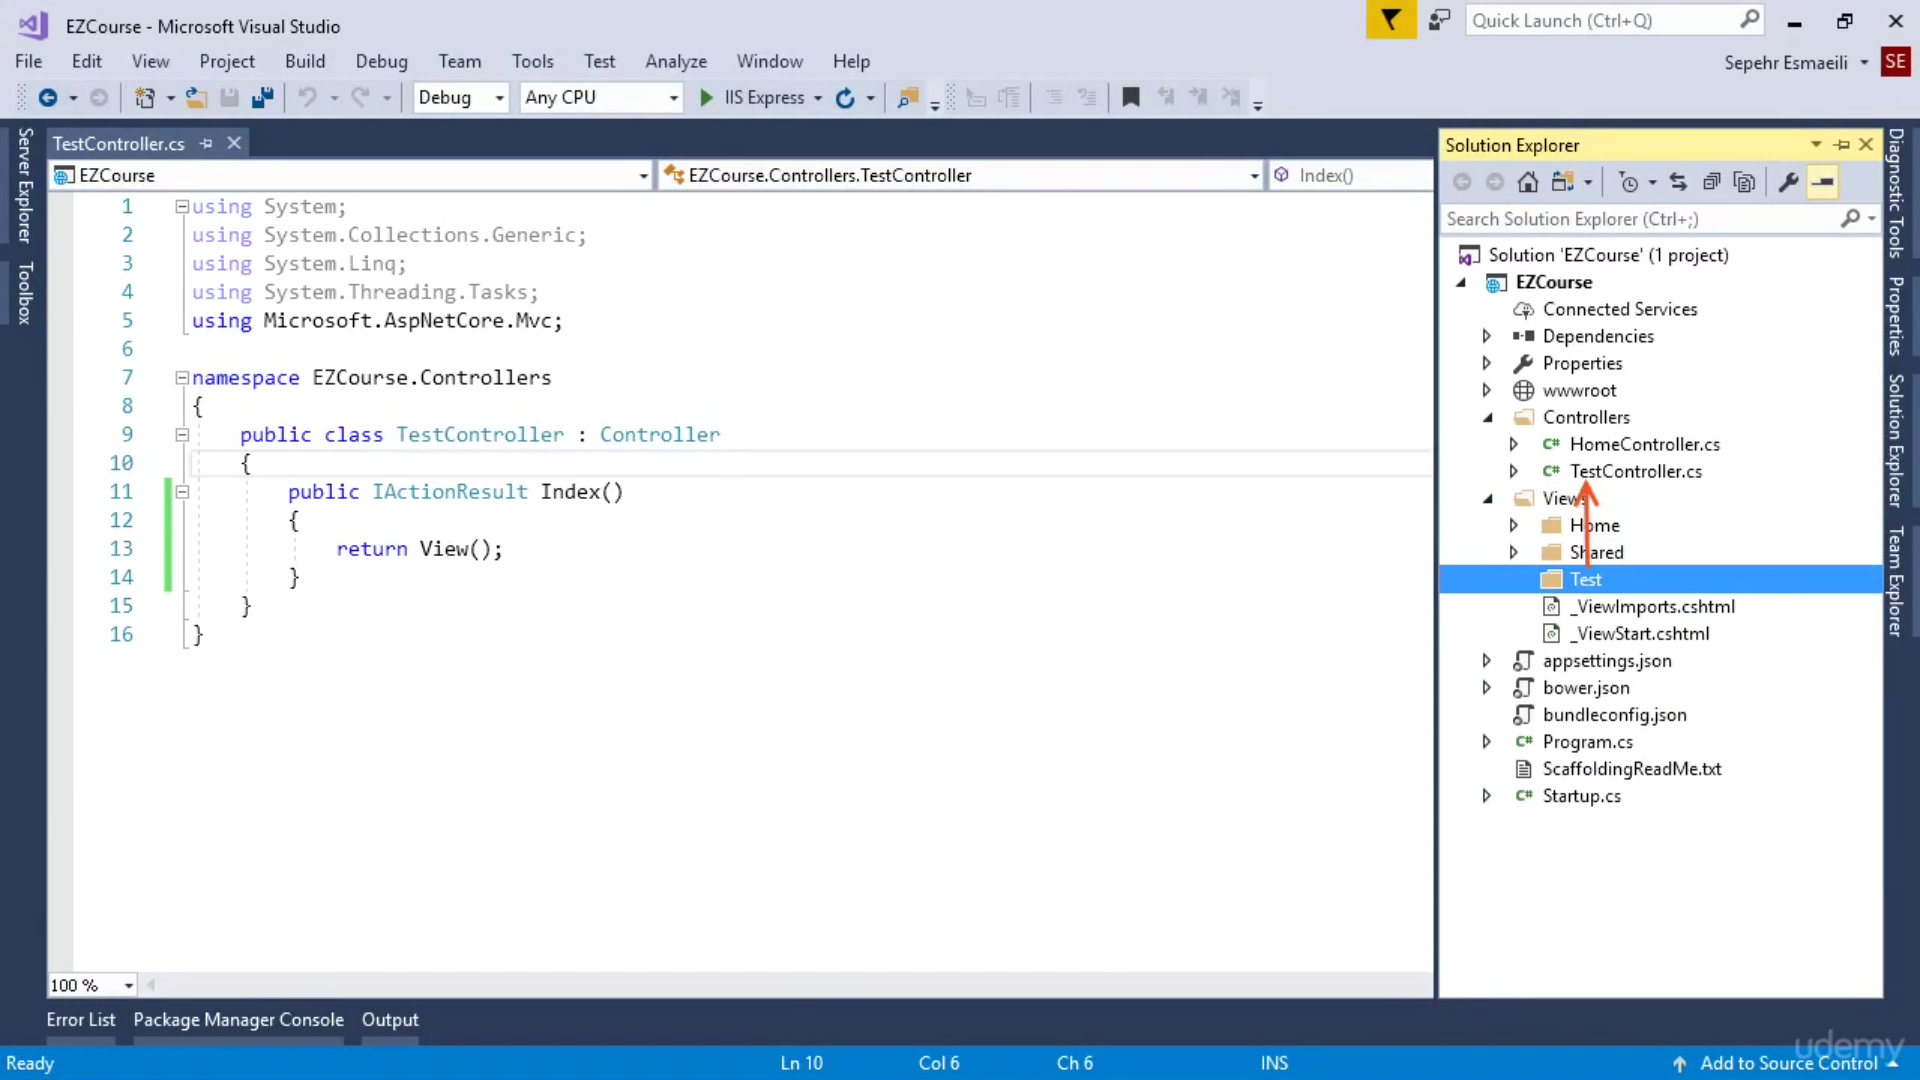 EZCourse - Microsoft Visual Studio
Quick Launch (Ctrl+Q)
File Edit View Project Build Debug Team Tools Test Analyze Window Help
Sepehr Esmaeili SE
Debug Any CPU IIS Express
Server Explorer
Toolbox
TestController.cs
EZCourse EZCourse.Controllers.TestController Index()
1 using System;
2 using System.Collections.Generic;
3 using System.Linq;
4 using System.Threading.Tasks;
5 using Microsoft.AspNetCore.Mvc;
6
7 namespace EZCourse.Controllers
8 {
9 public class TestController : Controller
10 {
11 public IActionResult Index()
12 {
13 return View();
14 }
15 }
16 }
100 %
Solution Explorer
Search Solution Explorer (Ctrl+;)
Solution 'EZCourse' (1 project)
EZCourse
Connected Services
Dependencies
Properties
wwwroot
Controllers
C# HomeController.cs
C# TestController.cs
Views
Home
Shared
Test
_ViewImports.cshtml
_ViewStart.cshtml
appsettings.json
bower.json
bundleconfig.json
C# Program.cs
ScaffoldingReadMe.txt
C# Startup.cs
Diagnostic Tools
Properties
Solution Explorer
Team Explorer
Error List Package Manager Console Output
udemy
Ready Ln 10 Col 6 Ch 6 INS Add to Source Control